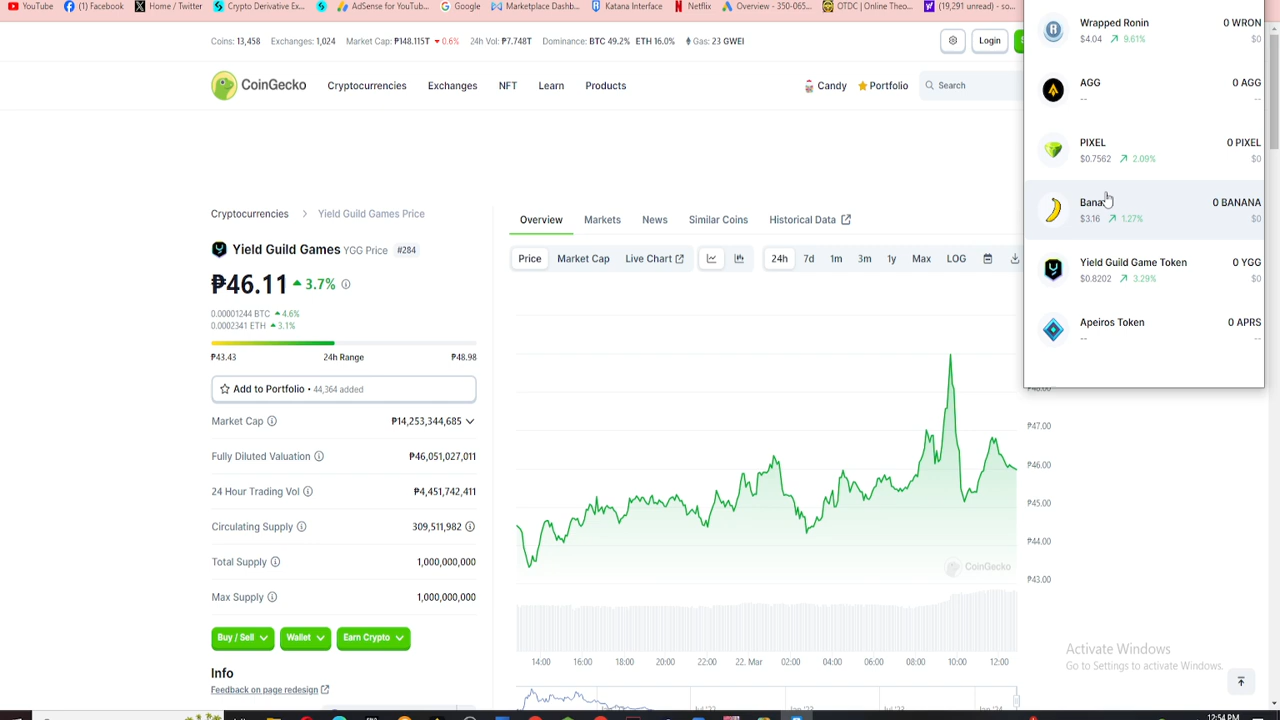 YouTube
(1) Facebook
Home / Twitter
Crypto Derivative Ex...
AdSense for YouTub...
Google
Marketplace Dashb...
Katana Interface
Netflix
Overview - 350-065...
OTDC | Online Theo...
(19,291 unread) - so...
Coins: 13,458
Exchanges: 1,024
Market Cap: ₱148.115T 0.6%
24h Vol: ₱7.748T
Dominance: BTC 49.2% ETH 16.0%
Gas: 23 GWEI
Login
CoinGecko
Cryptocurrencies
Exchanges
NFT
Learn
Products
Candy
Portfolio
Search
Wrapped Ronin
0 WRON
$4.04
9.61%
$0
AGG
0 AGG
--
--
PIXEL
0 PIXEL
$0.7562
2.09%
$0
0 BANANA
$3.16
1.27%
$0
Yield Guild Game Token
0 YGG
$0.8202
3.29%
$0
Apeiros Token
0 APRS
--
--
Cryptocurrencies > Yield Guild Games Price
Yield Guild Games YGG Price #284
₱46.11 3.7%
0.00001244 BTC 4.6%
0.0002341 ETH 3.1%
₱43.43
24h Range
₱48.98
Add to Portfolio • 44,364 added
Market Cap
₱14,253,344,685
Fully Diluted Valuation
₱46,051,027,011
24 Hour Trading Vol
₱4,451,742,411
Circulating Supply
309,511,982
Total Supply
1,000,000,000
Max Supply
1,000,000,000
Buy / Sell
Wallet
Earn Crypto
Info
Feedback on page redesign
Overview
Markets
News
Similar Coins
Historical Data
Price
Market Cap
Live Chart
24h
7d
1m
3m
1y
Max
LOG
₱48.00
₱47.00
₱46.00
₱45.00
₱44.00
₱43.00
CoinGecko
14:00
16:00
18:00
20:00
22:00
22. Mar
02:00
04:00
06:00
08:00
10:00
12:00
Activate Windows
Go to Settings to activate Windows.
12:54 PM